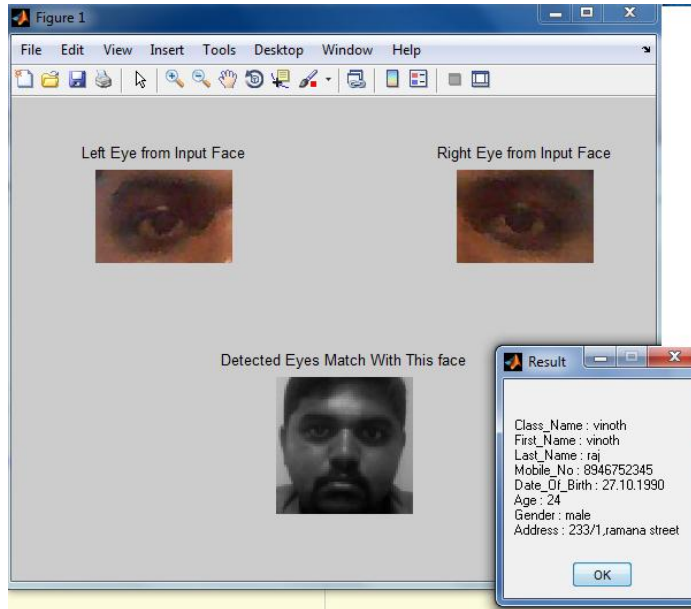 Figure 1
File Edit View Insert Tools Desktop Window Help
Left Eye from Input Face
Right Eye from Input Face
Detected Eyes Match With This face
Result
Class_Name : vinoth
First_Name : vinoth
Last_Name : raj
Mobile_No : 8946752345
Date_Of_Birth : 27.10.1990
Age : 24
Gender : male
Address : 233/1,ramana street
OK